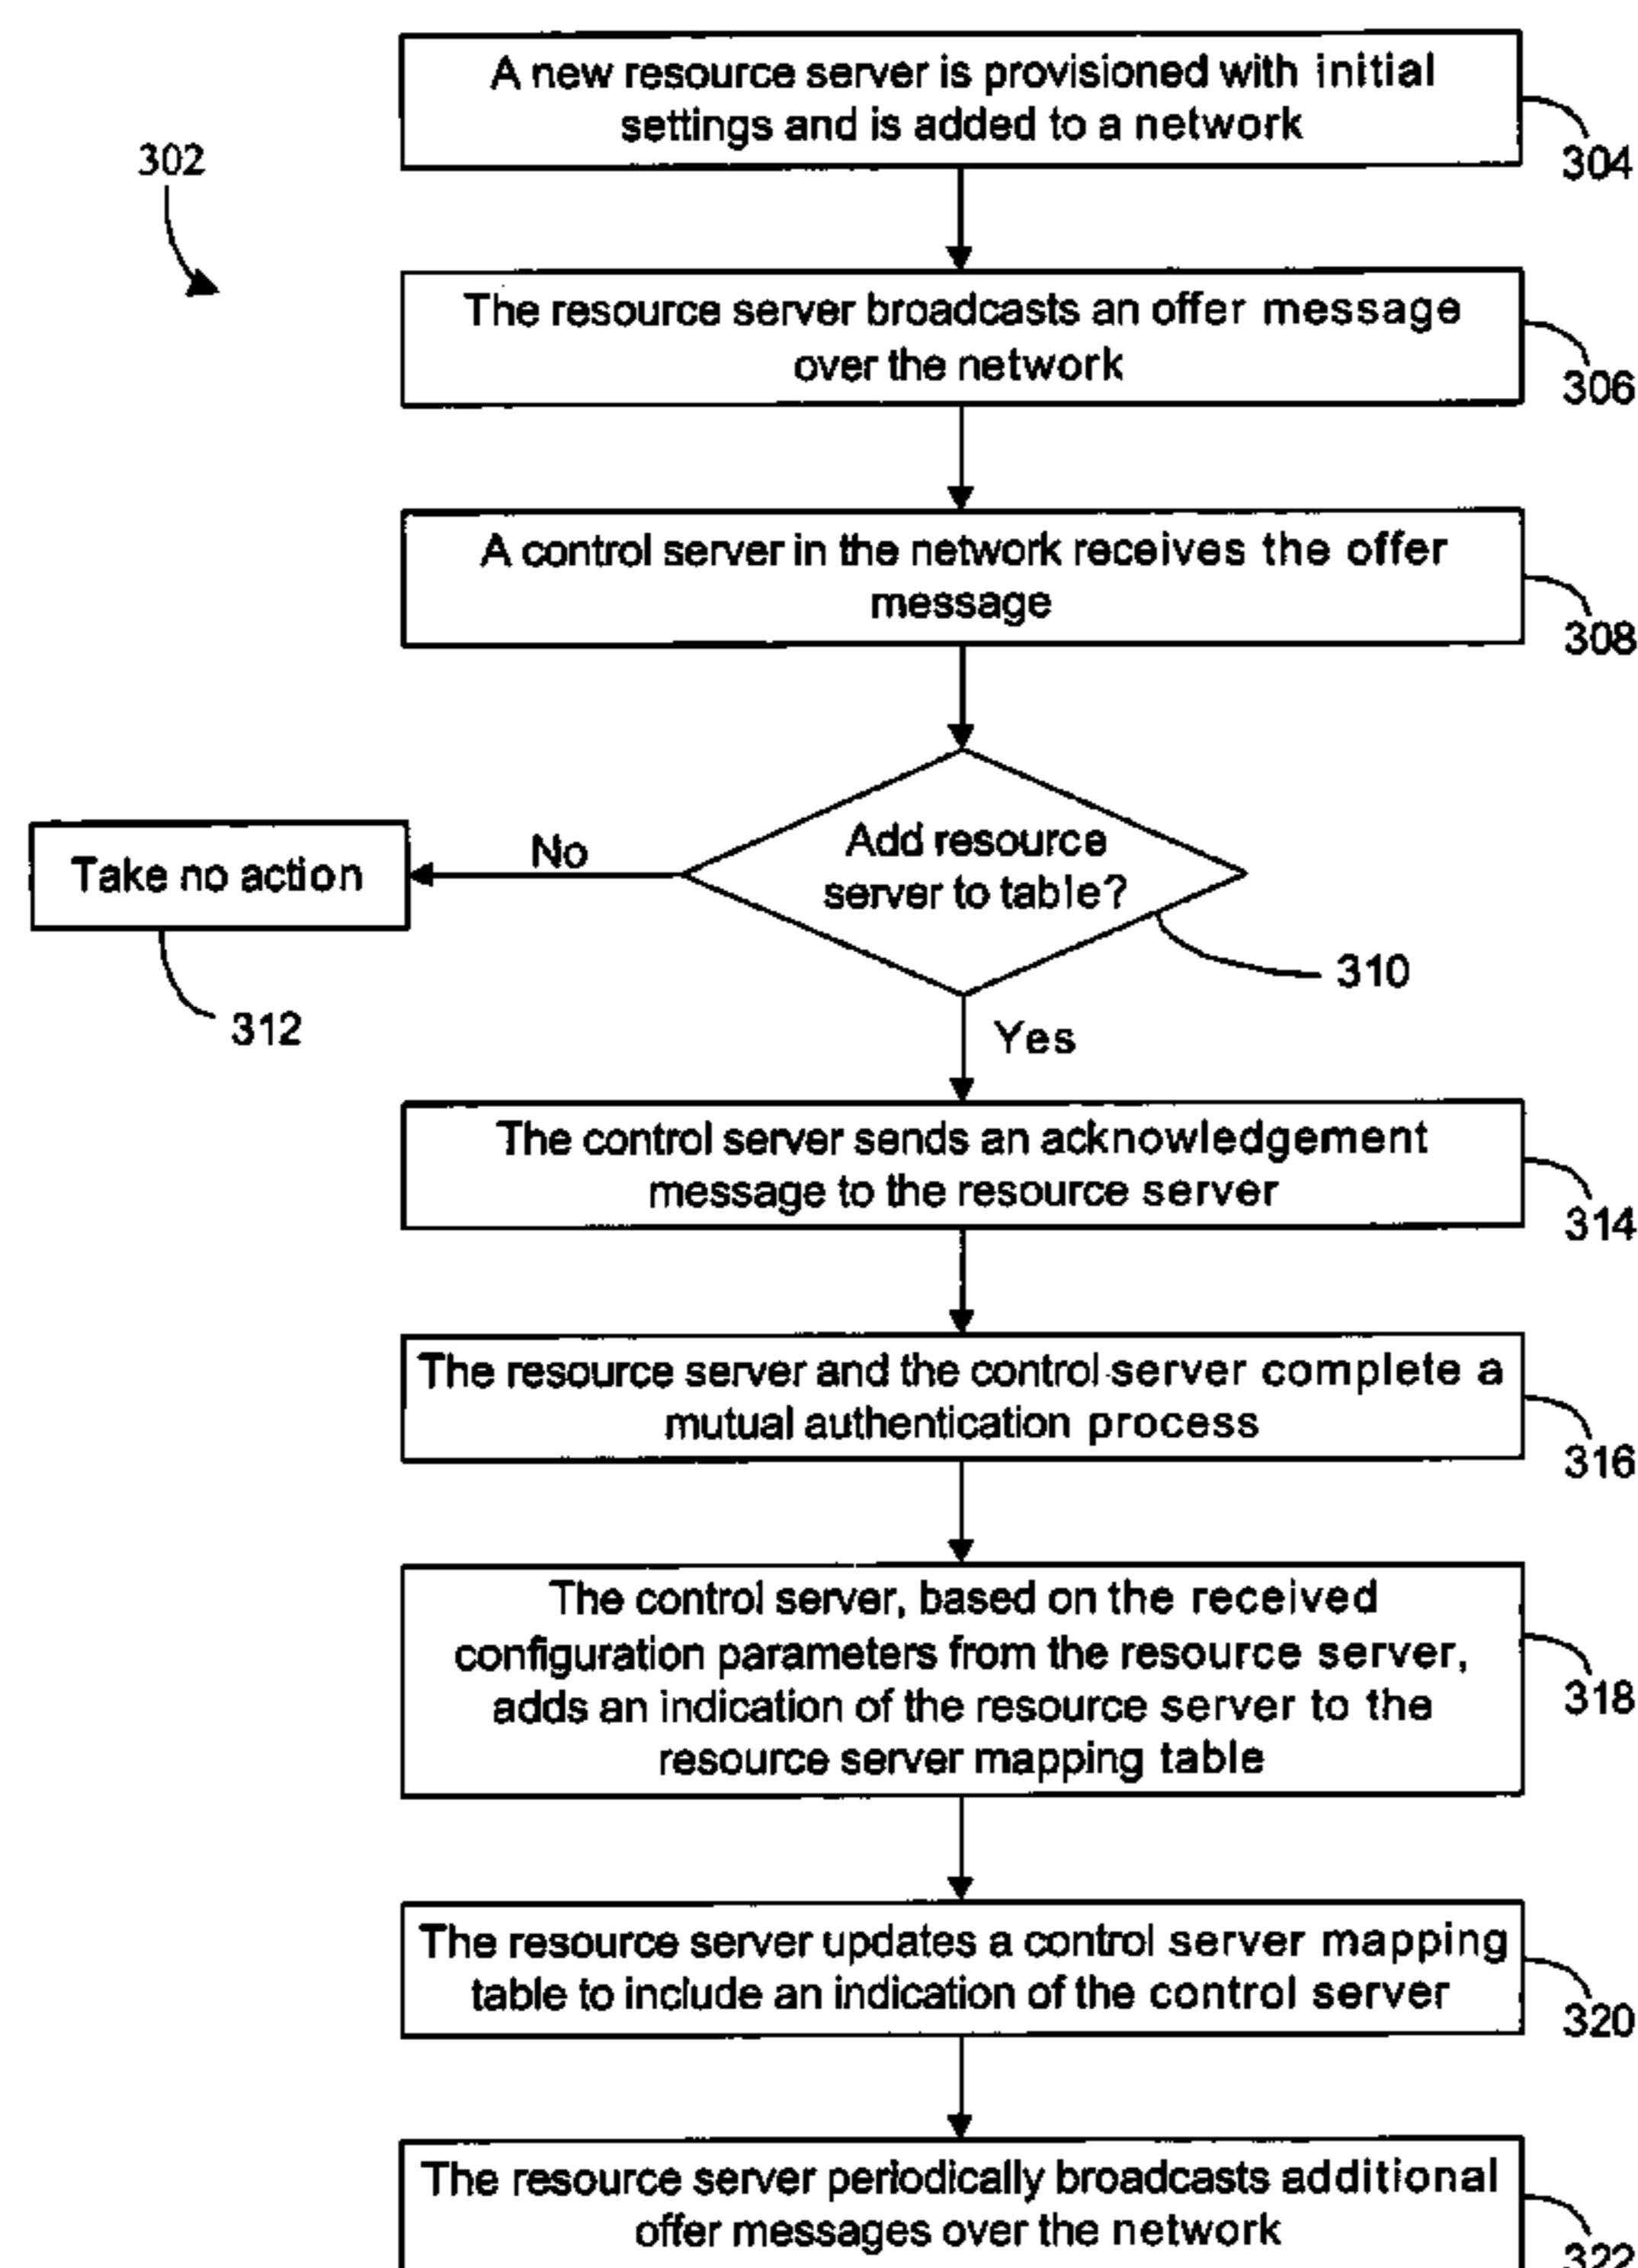 A new resource server is provisioned with initial
settings and is added to a network
304
302
The resource server broadcasts an offer message
over the network
306
A control server in the network receives the offer
message
308
Add resource
server to table?
310
No
Take no action
312
Yes
The control server sends an acknowledgement
message to the resource server
314
The resource server and the control server complete a
mutual authentication process
316
The control server, based on the received
configuration parameters from the resource server,
adds an indication of the resource server to the
resource server mapping table
318
The resource server updates a control server mapping
table to include an indication of the control server
320
The resource server periodically broadcasts additional
offer messages over the network
322